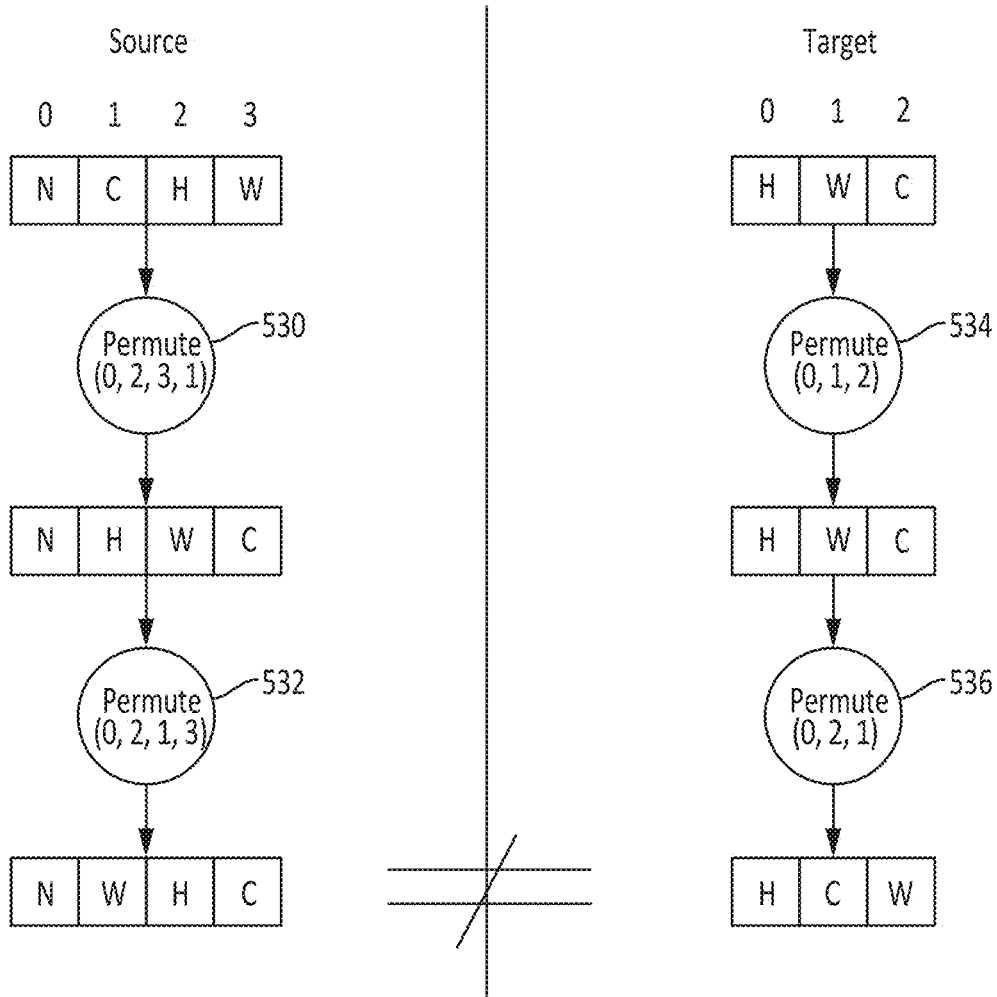 Source Target
0 1 2 3 0 1 2
N C H W H W C
Permute (0, 2, 3, 1) 530 Permute (0, 1, 2) 534
N H W C H W C
Permute (0, 2, 1, 3) 532 Permute (0, 2, 1) 536
N W H C H C W